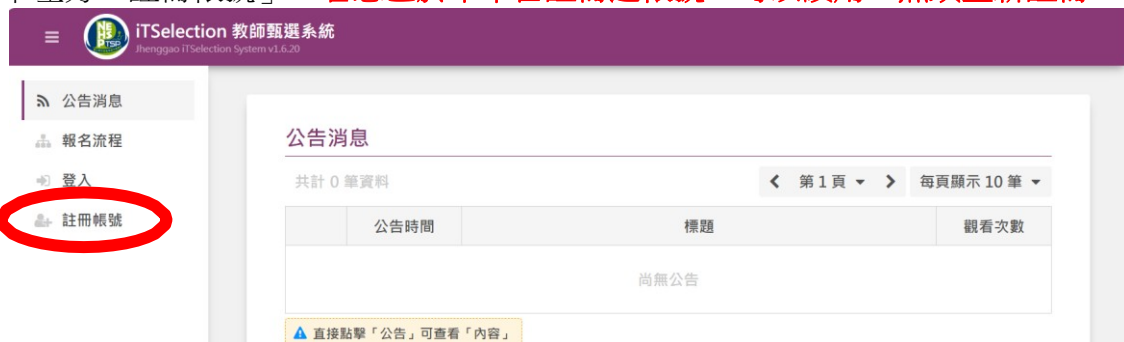 iTSelection 教師甄選系統
Jhenggao iTSelection System v1.6.20
公告消息
報名流程
登入
註冊帳號
公告消息
共計 0 筆資料
第 1 頁
每頁顯示 10 筆
公告時間 標題 觀看次數
尚無公告
直接點擊「公告」可查看「內容」